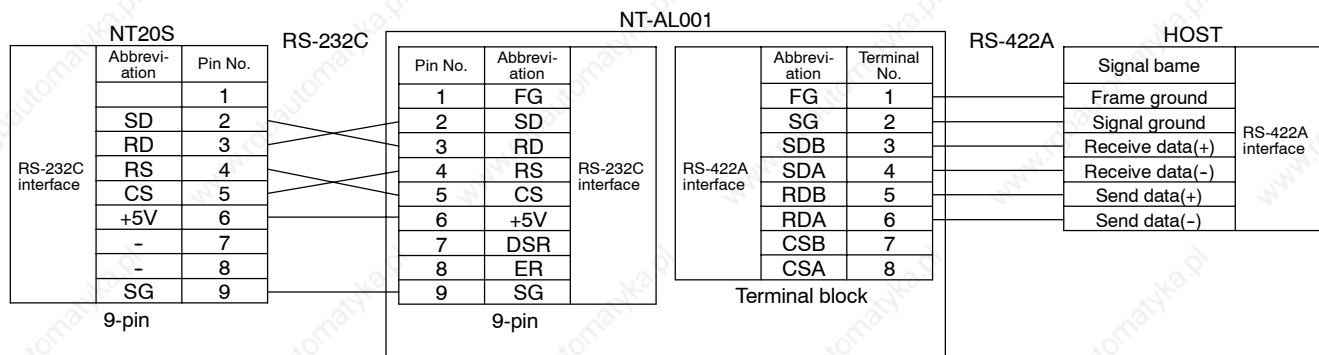 NT-AL001
NT20S
RS-232C
RS-422A
HOST
RS-232C interface
Abbrevi-ation Pin No.
1
SD 2
RD 3
RS 4
CS 5
+5V 6
- 7
- 8
SG 9
9-pin
Pin No. Abbrevi-ation
1 FG
2 SD
3 RD
4 RS
5 CS
6 +5V
7 DSR
8 ER
9 SG
RS-232C interface
9-pin
RS-422A interface
Abbrevi-ation Terminal No.
FG 1
SG 2
SDB 3
SDA 4
RDB 5
RDA 6
CSB 7
CSA 8
Terminal block
Signal bame
Frame ground
Signal ground
Receive data(+)
Receive data(-)
Send data(+)
Send data(-)
RS-422A interface
www.rgbautomatyka.pl